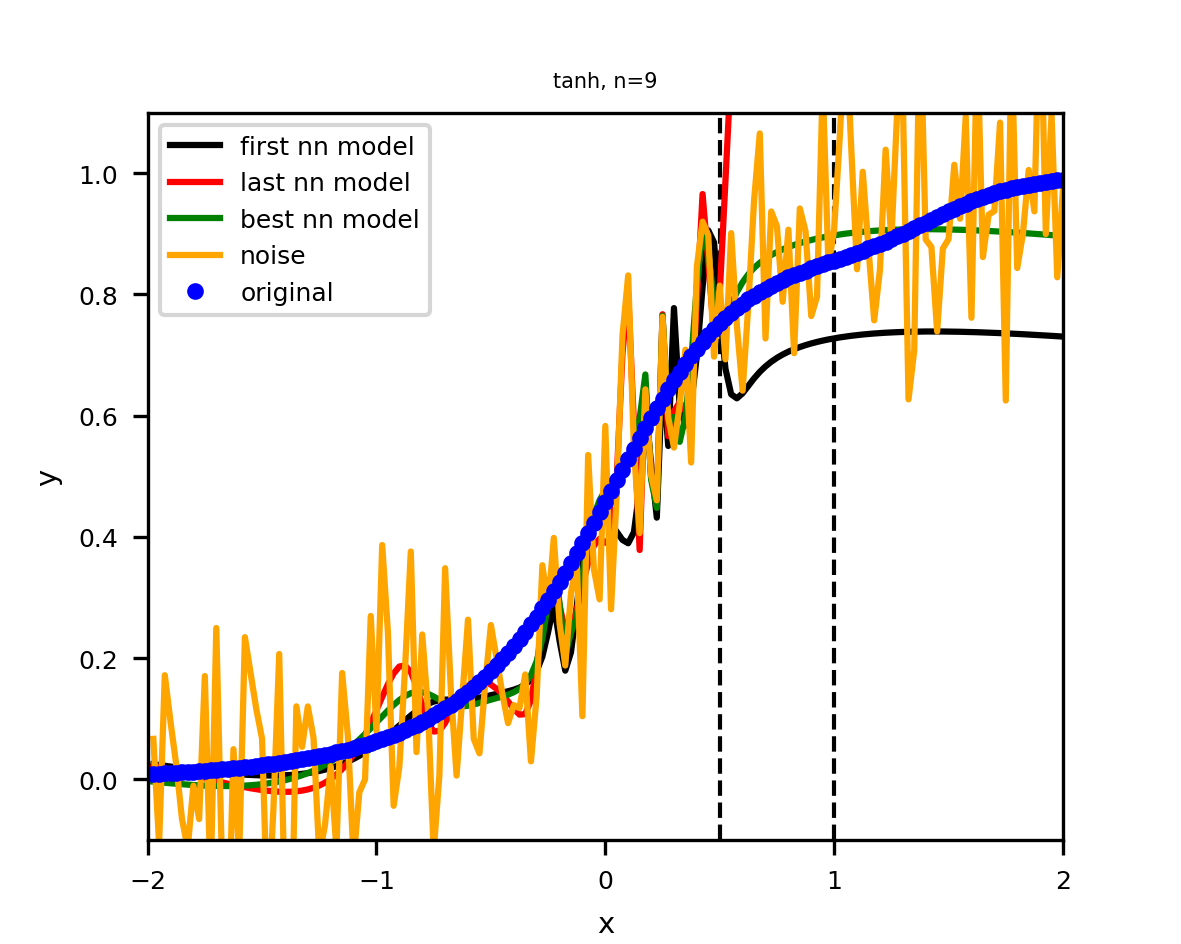 tanh, n=9
first nn model
last nn model
best nn model
noise
original
1.0
0.8
0.6
0.4
0.2
0.0
y
−2
−1
0
1
2
x